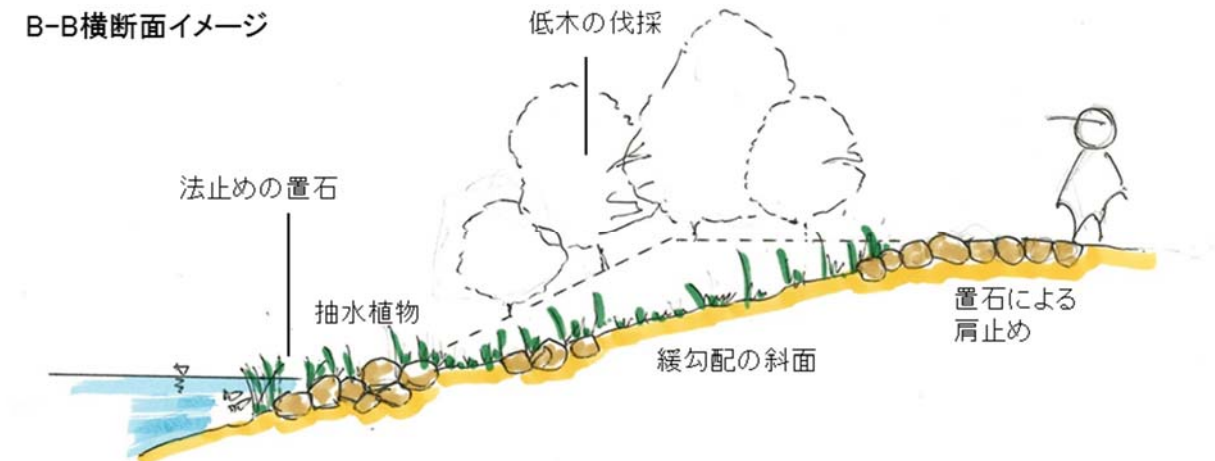 B-B横断面イメージ
低木の伐採
法止めの置石
抽水植物
置石による
肩止め
緩勾配の斜面